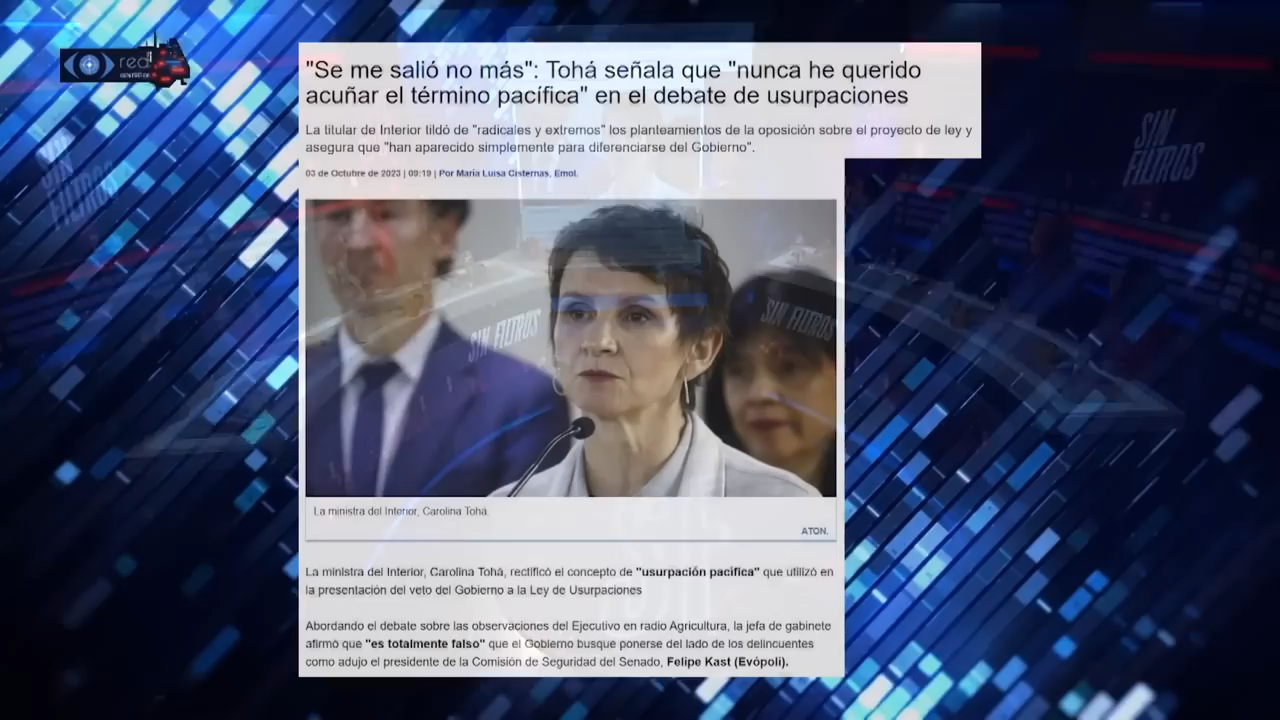 red
SIN
FILTROS
SIN
FILTROS
"Se me salió no más": Tohá señala que "nunca he querido
acuñar el término pacífica" en el debate de usurpaciones
La titular de Interior tildó de "radicales y extremos" los planteamientos de la oposición sobre el proyecto de ley y
asegura que "han aparecido simplemente para diferenciarse del Gobierno".
03 de Octubre de 2023 | 09:19 | Por María Luisa Cisternas, Emol.
SIN FILTROS
SIN FILTROS
La ministra del Interior, Carolina Tohá.
ATON.
La ministra del Interior, Carolina Tohá, rectificó el concepto de "usurpación pacífica" que utilizó en
la presentación del veto del Gobierno a la Ley de Usurpaciones
Abordando el debate sobre las observaciones del Ejecutivo en radio Agricultura, la jefa de gabinete
afirmó que "es totalmente falso" que el Gobierno busque ponerse del lado de los delincuentes
como adujo el presidente de la Comisión de Seguridad del Senado, Felipe Kast (Evópoli).